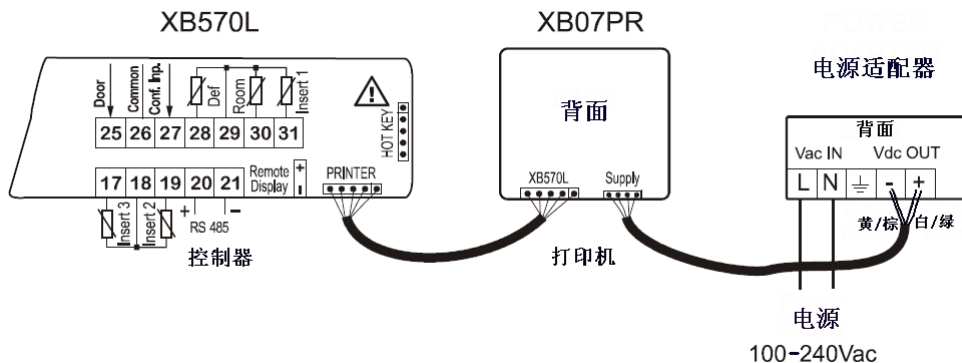 XB570L
XB07PR
电源适配器
Door
Common
Conf. Inp.
Def
Room
Insert 1
25 26 27 28 29 30 31
HOT KEY
17 18 19 20 21
Remote
Display
+
-
PRINTER
Insert 3
Insert 2
+
RS 485
-
控制器
背面
XB570L
Supply
打印机
背面
Vac IN
Vdc OUT
L N - +
黄/棕
白/绿
电源
100-240Vac